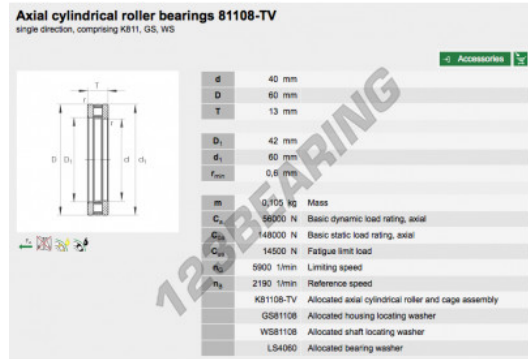 Axial cylindrical roller bearings 81108-TV
single direction, comprising K811, GS, WS
Accessories
T
r
r
D D1 d d1
d 40 mm
D 60 mm
T 13 mm
D1 42 mm
d1 60 mm
rmin 0,6 mm
m 0,105 kg Mass
Ca 56000 N Basic dynamic load rating, axial
C0a 148000 N Basic static load rating, axial
Cua 14500 N Fatigue limit load
nG 5900 1/min Limiting speed
nB 2190 1/min Reference speed
K81108-TV Allocated axial cylindrical roller and cage assembly
GS81108 Allocated housing locating washer
WS81108 Allocated shaft locating washer
LS4060 Allocated bearing washer
123BEARING